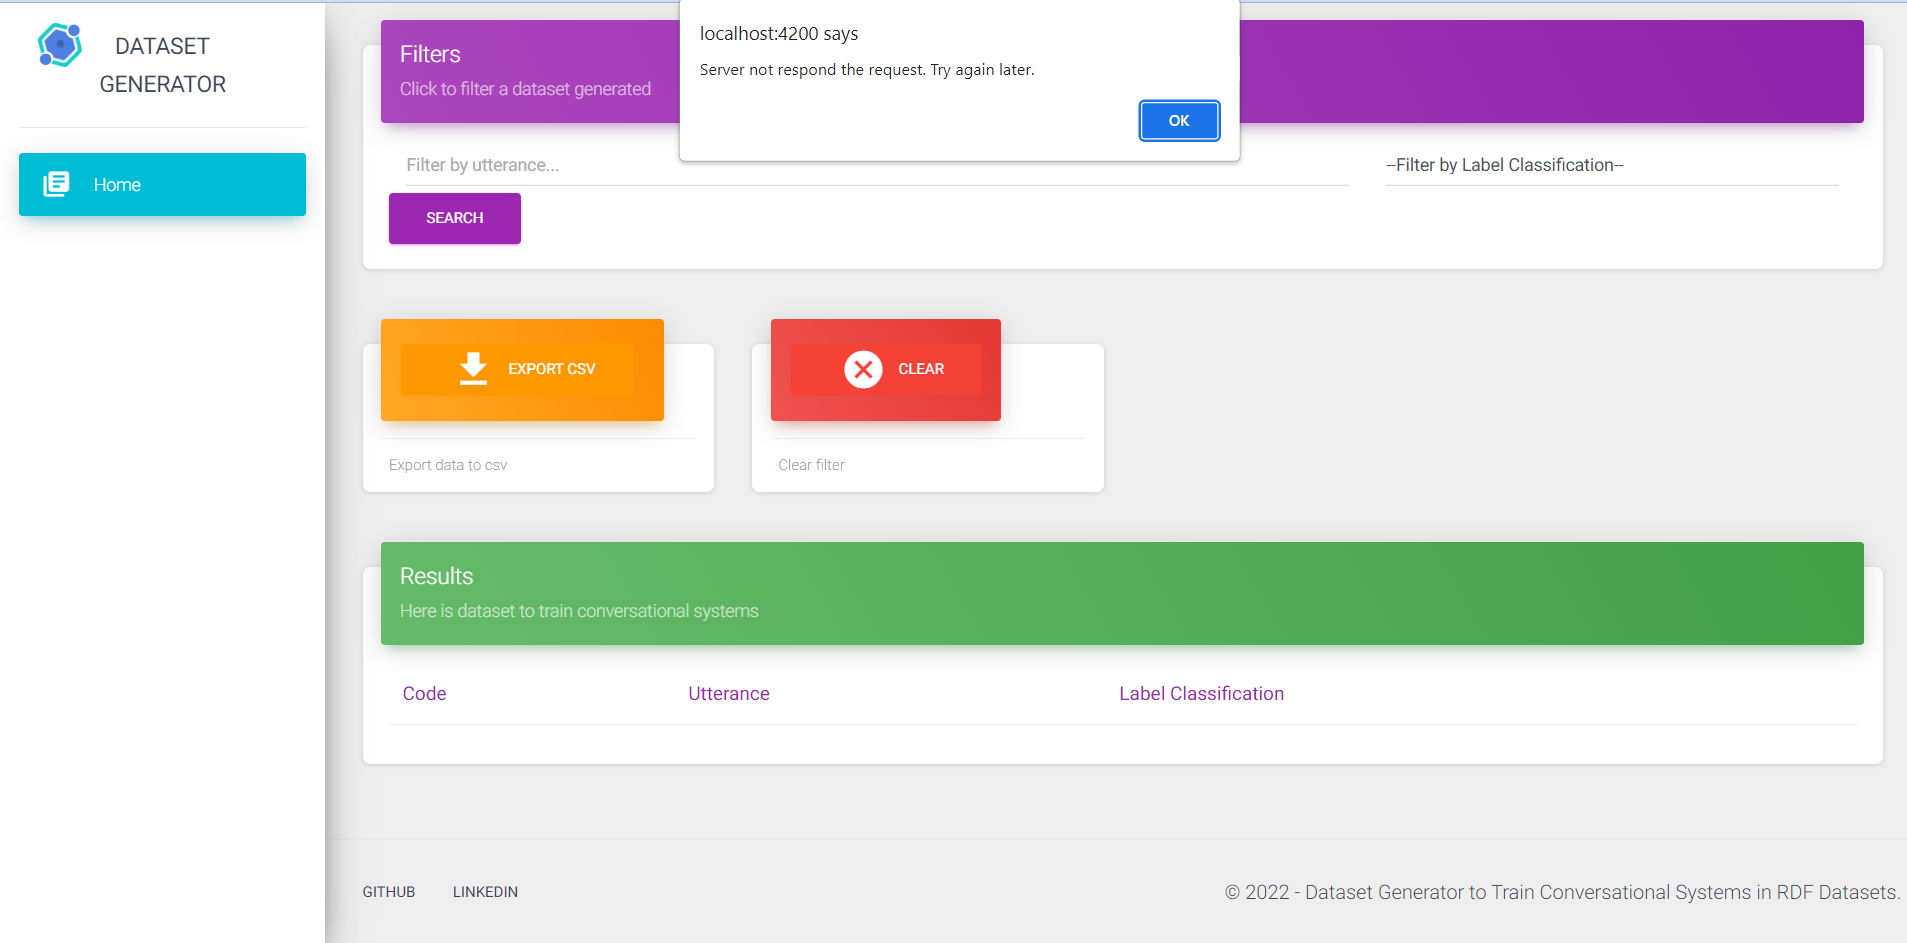 DATASET
GENERATOR
Home
localhost:4200 says
Server not respond the request. Try again later.
OK
Filters
Click to filter a dataset generated
Filter by utterance...
--Filter by Label Classification--
SEARCH
EXPORT CSV
Export data to csv
CLEAR
Clear filter
Results
Here is dataset to train conversational systems
Code Utterance Label Classification
GITHUB LINKEDIN
© 2022 - Dataset Generator to Train Conversational Systems in RDF Datasets.